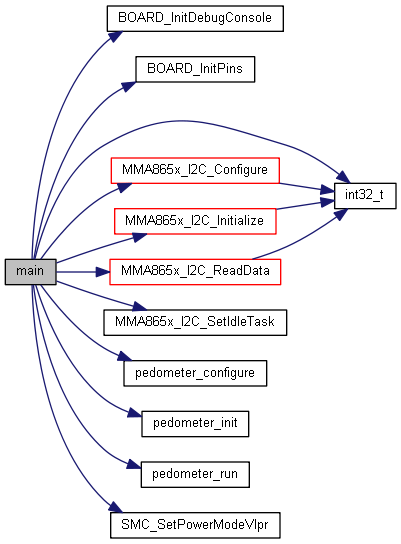 BOARD_InitDebugConsole
BOARD_InitPins
MMA865x_I2C_Configure
int32_t
MMA865x_I2C_Initialize
main
MMA865x_I2C_ReadData
MMA865x_I2C_SetIdleTask
pedometer_configure
pedometer_init
pedometer_run
SMC_SetPowerModeVlpr